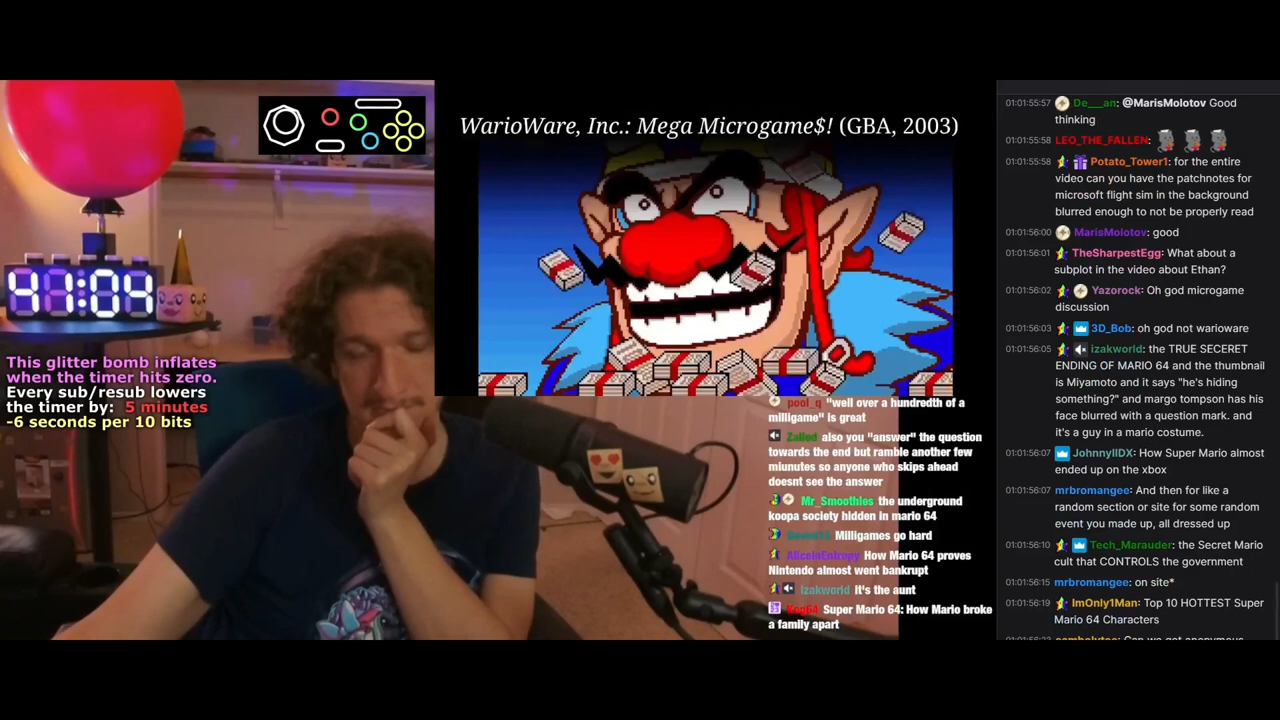 WarioWare, Inc.: Mega Microgame$! (GBA, 2003)
47:09
This glitter bomb inflates
when the timer hits zero.
Every sub/resub lowers
the timer by: 5 minutes
-6 seconds per 10 bits
pool_q "well over a hundredth of a
milligame" is great
Zalied also you "answer" the question
towards the end but ramble another few
miunutes so anyone who skips ahead
doesnt see the answer
Mr_Smoothies the underground
koopa society hidden in mario 64
Milligames go hard
AliceInEntropy How Mario 64 proves
Nintendo almost went bankrupt
izakworld It's the aunt
Super Mario 64: How Mario broke
a family apart
01:01:55:57 De___an: @MarisMolotov Good
thinking
01:01:55:58 LEO_THE_FALLEN:
01:01:55:58 Potato_Tower1: for the entire
video can you have the patchnotes for
microsoft flight sim in the background
blurred enough to not be properly read
01:01:56:00 MarisMolotov: good
01:01:56:01 TheSharpestEgg: What about a
subplot in the video about Ethan?
01:01:56:02 Yazorock: Oh god microgame
discussion
01:01:56:03 3D_Bob: oh god not warioware
01:01:56:05 izakworld: the TRUE SECERET
ENDING OF MARIO 64 and the thumbnail
is Miyamoto and it says "he's hiding
something?" and margo tompson has his
face blurred with a question mark. and
it's a guy in a mario costume.
01:01:56:07 JohnnyIIDX: How Super Mario almost
ended up on the xbox
01:01:56:07 mrbromangee: And then for like a
random section or site for some random
event you made up, all dressed up
01:01:56:10 Tech_Marauder: the Secret Mario
cult that CONTROLS the government
01:01:56:15 mrbromangee: on site*
01:01:56:19 ImOnly1Man: Top 10 HOTTEST Super
Mario 64 Characters